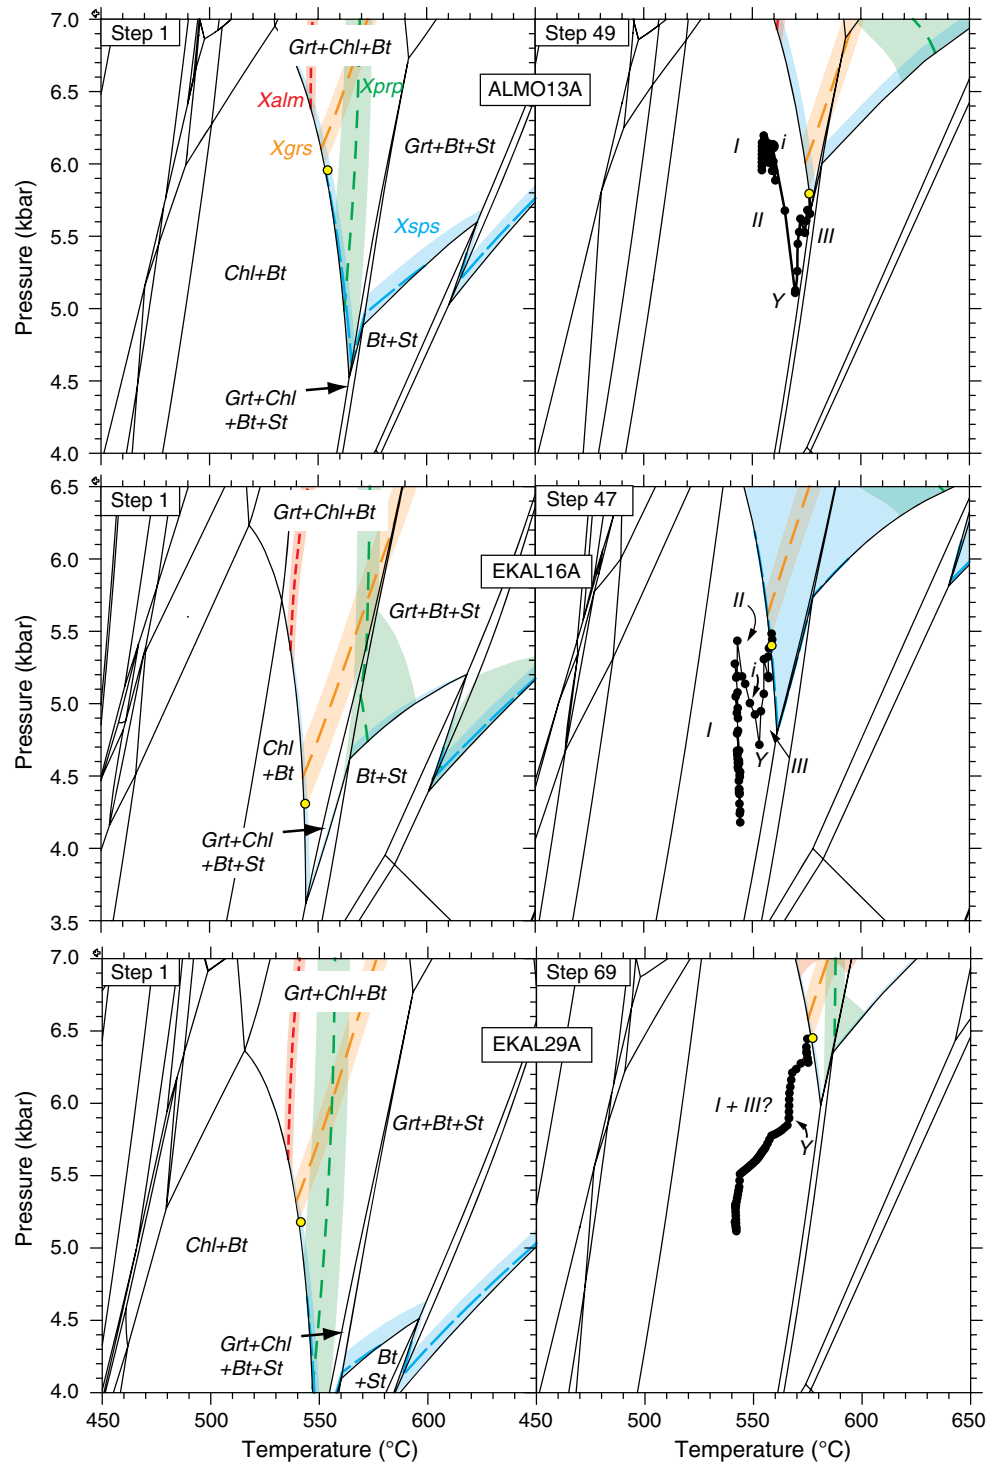 Step 1
Grt+Chl+Bt
Xalm
Xprp
Xgrs
Grt+Bt+St
Xsps
Chl+Bt
Bt+St
Grt+Chl
+Bt+St
Pressure (kbar)
7.0
6.5
6.0
5.5
5.0
4.5
4.0
ALMO13A
Step 49
I
i
II
III
Y
Step 1
Grt+Chl+Bt
Grt+Bt+St
Chl
+Bt
Bt+St
Grt+Chl
+Bt+St
Pressure (kbar)
6.5
6.0
5.5
5.0
4.5
4.0
3.5
EKAL16A
Step 47
II
i
I
Y
III
Step 1
Grt+Chl+Bt
Grt+Bt+St
Chl+Bt
Grt+Chl
+Bt+St
Bt
+St
Pressure (kbar)
7.0
6.5
6.0
5.5
5.0
4.5
4.0
EKAL29A
Step 69
I + III?
Y
450 500 550 600 450 500 550 600 650
Temperature (°C) Temperature (°C)